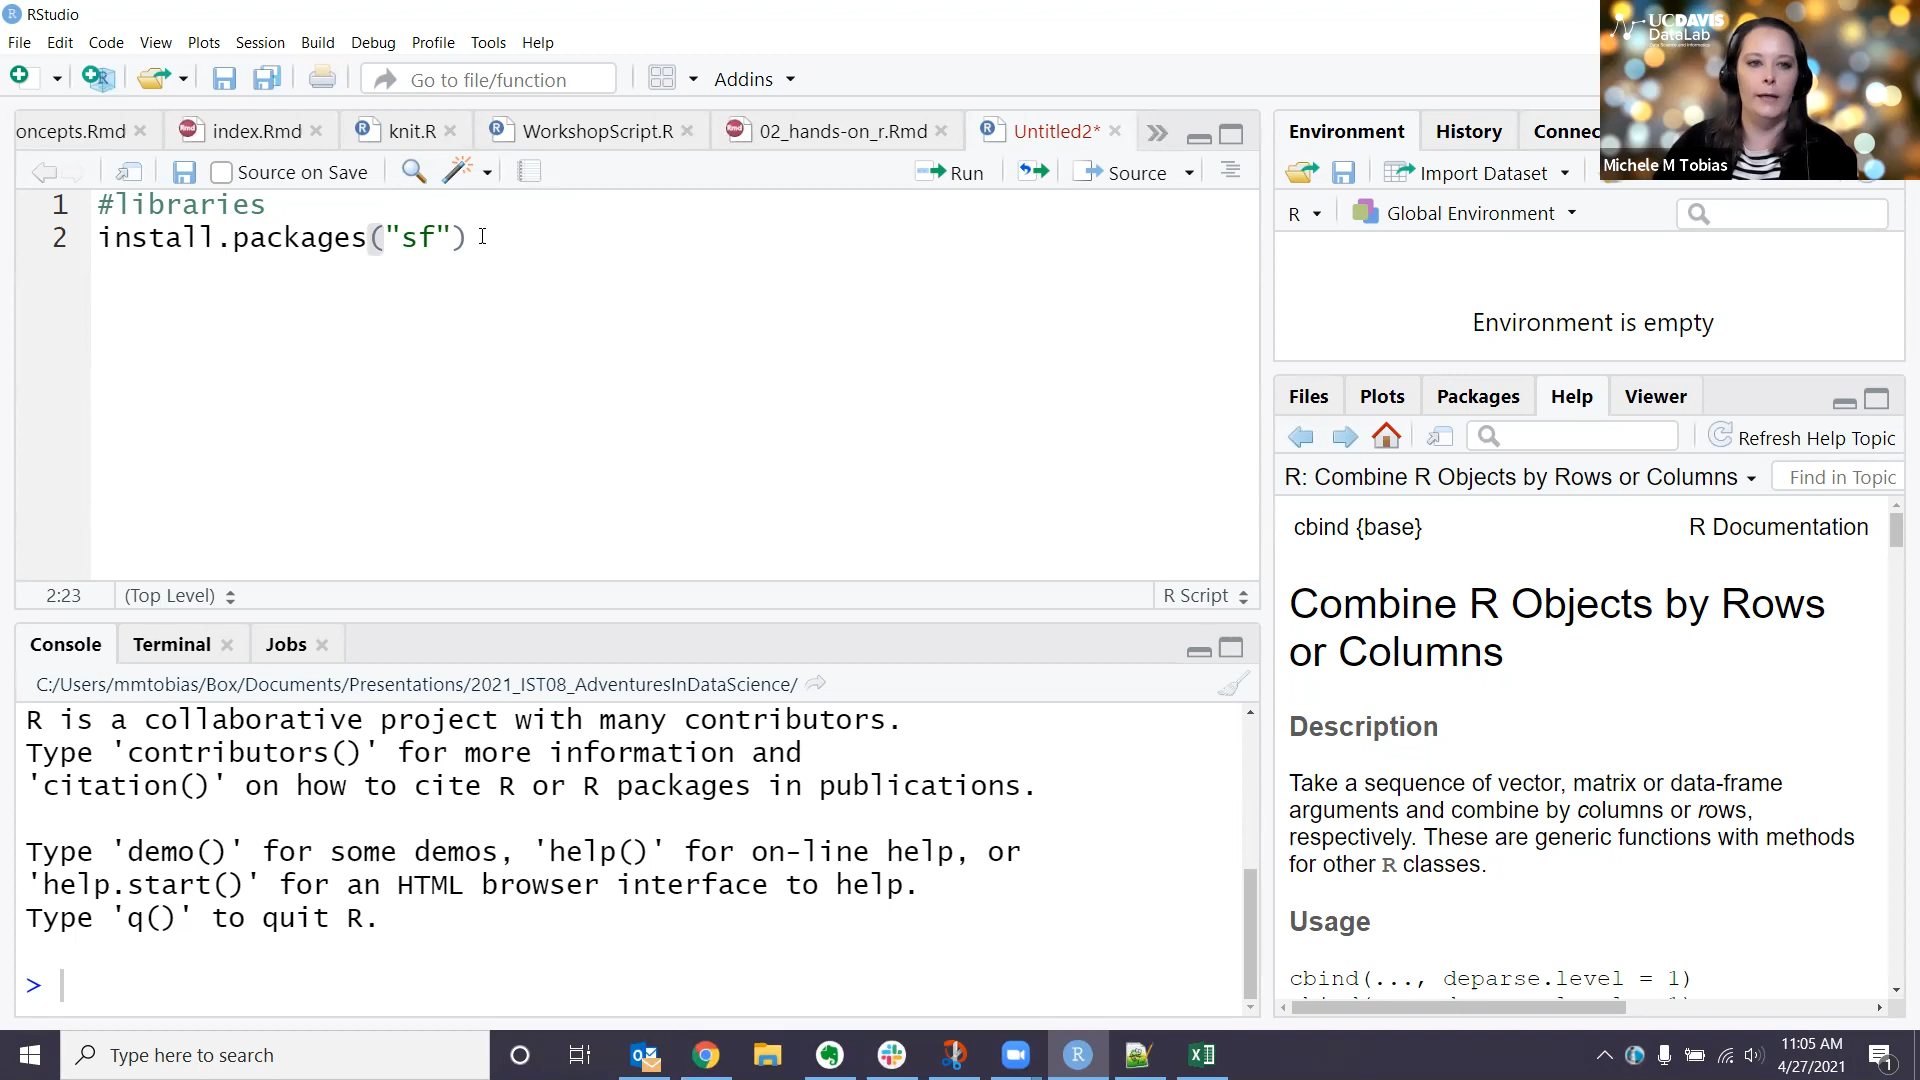 RStudio
File Edit Code View Plots Session Build Debug Profile Tools Help
Go to file/function Addins
UCDAVIS
DataLab
Michele M Tobias
oncepts.Rmd index.Rmd knit.R WorkshopScript.R 02_hands-on_r.Rmd Untitled2*
Source on Save Run Source
1 #libraries
2 install.packages("sf")
2:23 (Top Level) R Script
Environment History Connec
Import Dataset
R Global Environment
Environment is empty
Console Terminal Jobs
C:/Users/mmtobias/Box/Documents/Presentations/2021_IST08_AdventuresInDataScience/
R is a collaborative project with many contributors.
Type 'contributors()' for more information and
'citation()' on how to cite R or R packages in publications.
Type 'demo()' for some demos, 'help()' for on-line help, or
'help.start()' for an HTML browser interface to help.
Type 'q()' to quit R.
>
Files Plots Packages Help Viewer
Refresh Help Topic
R: Combine R Objects by Rows or Columns Find in Topic
cbind {base} R Documentation
Combine R Objects by Rows
or Columns
Description
Take a sequence of vector, matrix or data-frame
arguments and combine by columns or rows,
respectively. These are generic functions with methods
for other R classes.
Usage
cbind(..., deparse.level = 1)
Type here to search
11:05 AM
4/27/2021
1